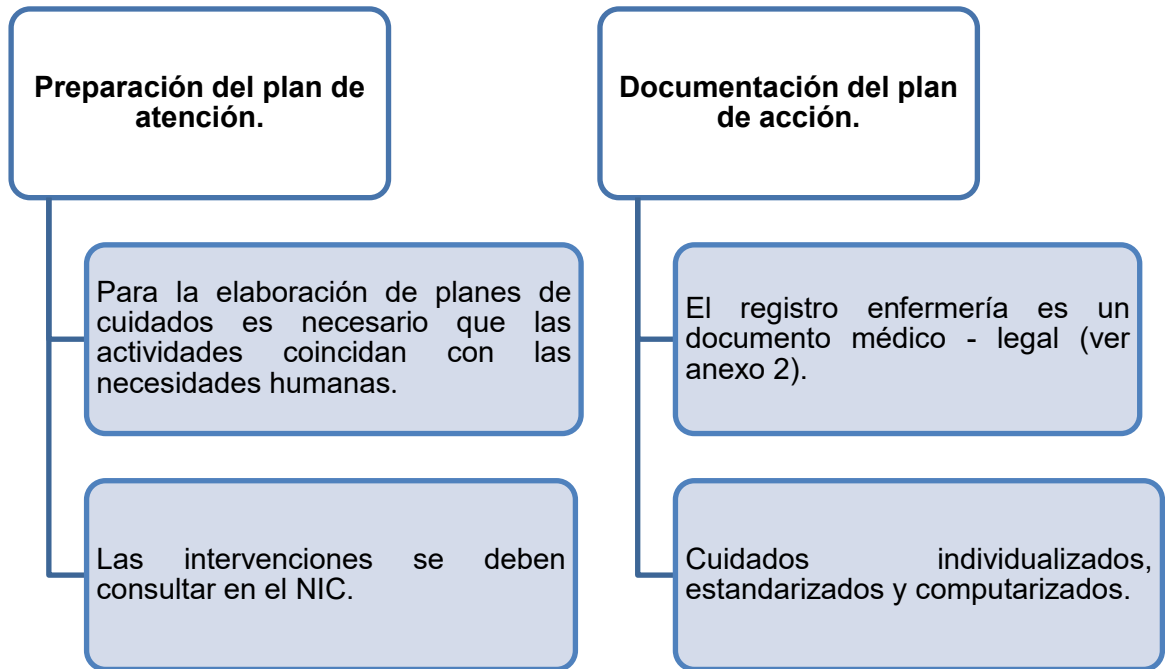 Preparación del plan de
atención.
Para la elaboración de planes de
cuidados es necesario que las
actividades coincidan con las
necesidades humanas.
Las intervenciones se deben
consultar en el NIC.
Documentación del plan
de acción.
El registro enfermería es un
documento médico - legal (ver
anexo 2).
Cuidados individualizados,
estandarizados y computarizados.